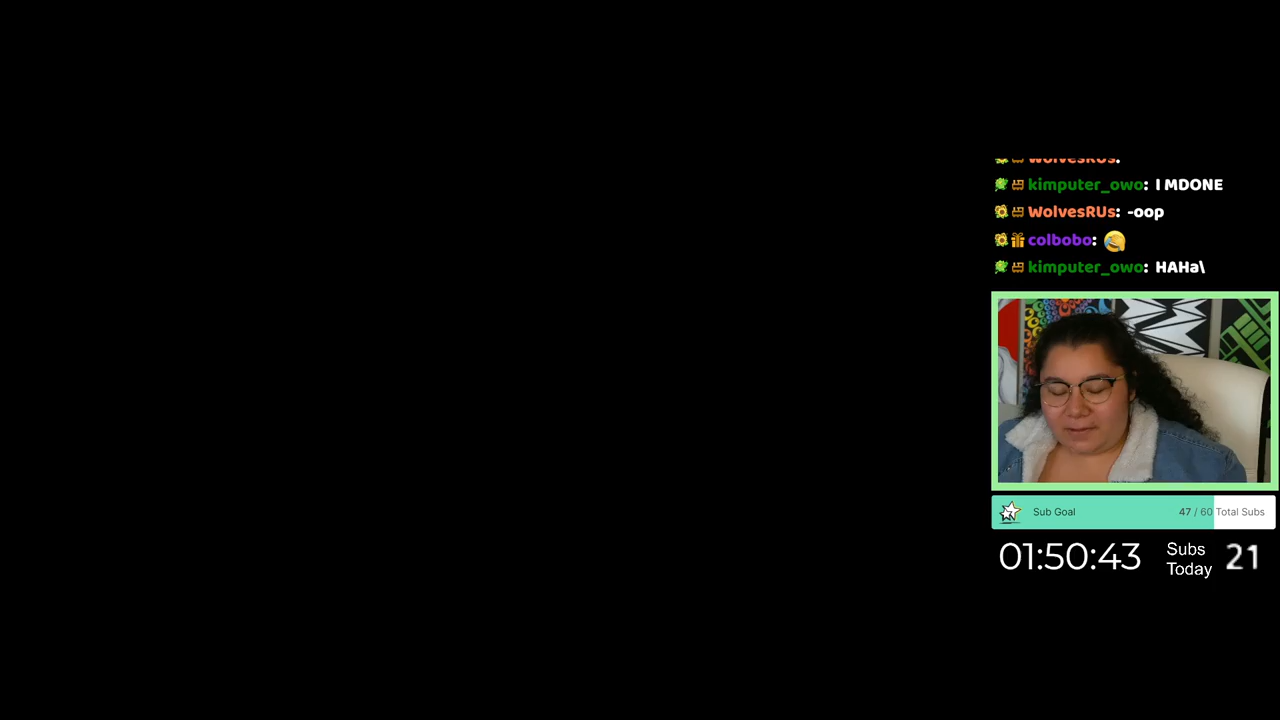 WolvesRUs:
kimputer_owo: I MDONE
WolvesRUs: -oop
colbobo:
kimputer_owo: HAHa\
Sub Goal 47 / 60 Total Subs
01:50:43 Subs Today 21